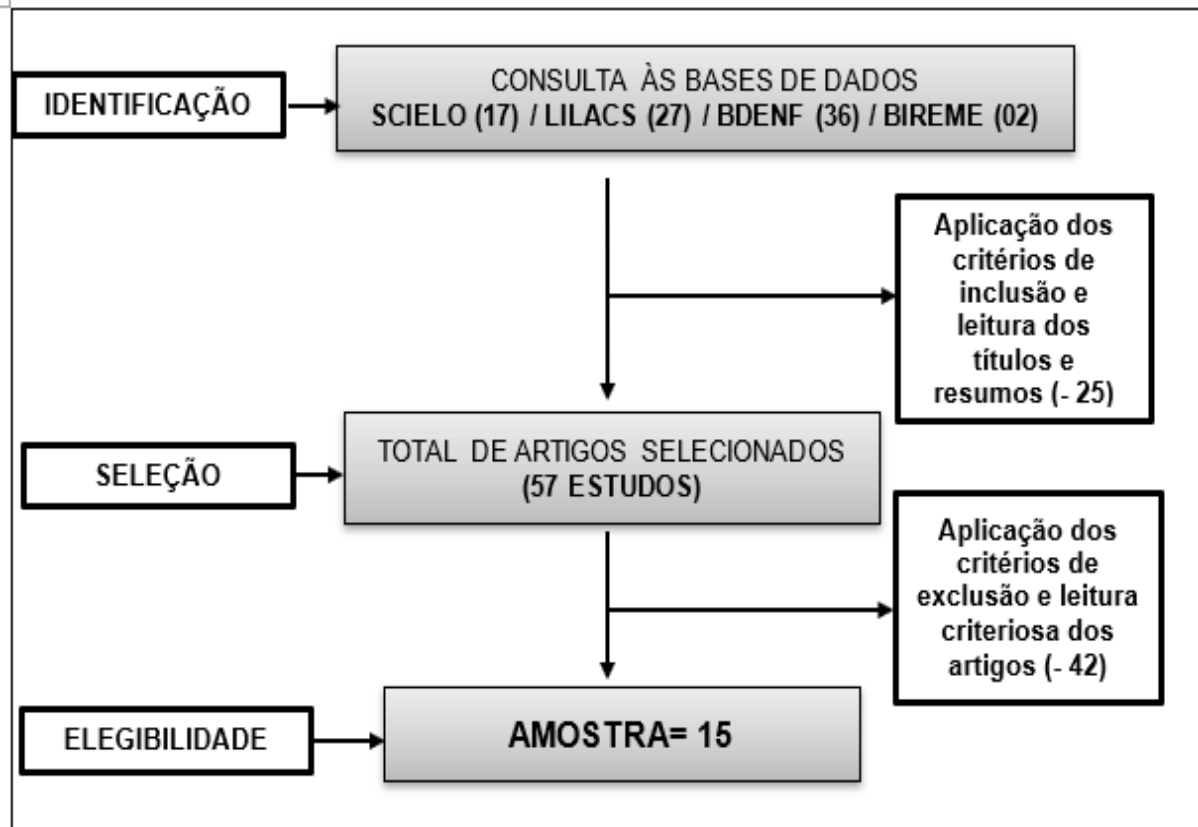 IDENTIFICAÇÃO
CONSULTA ÀS BASES DE DADOS
SCIELO (17) / LILACS (27) / BDENF (36) / BIREME (02)
Aplicação dos
critérios de
inclusão e
leitura dos
títulos e
resumos (- 25)
SELEÇÃO
TOTAL DE ARTIGOS SELECIONADOS
(57 ESTUDOS)
Aplicação dos
critérios de
exclusão e leitura
criteriosa dos
artigos (- 42)
ELEGIBILIDADE
AMOSTRA= 15